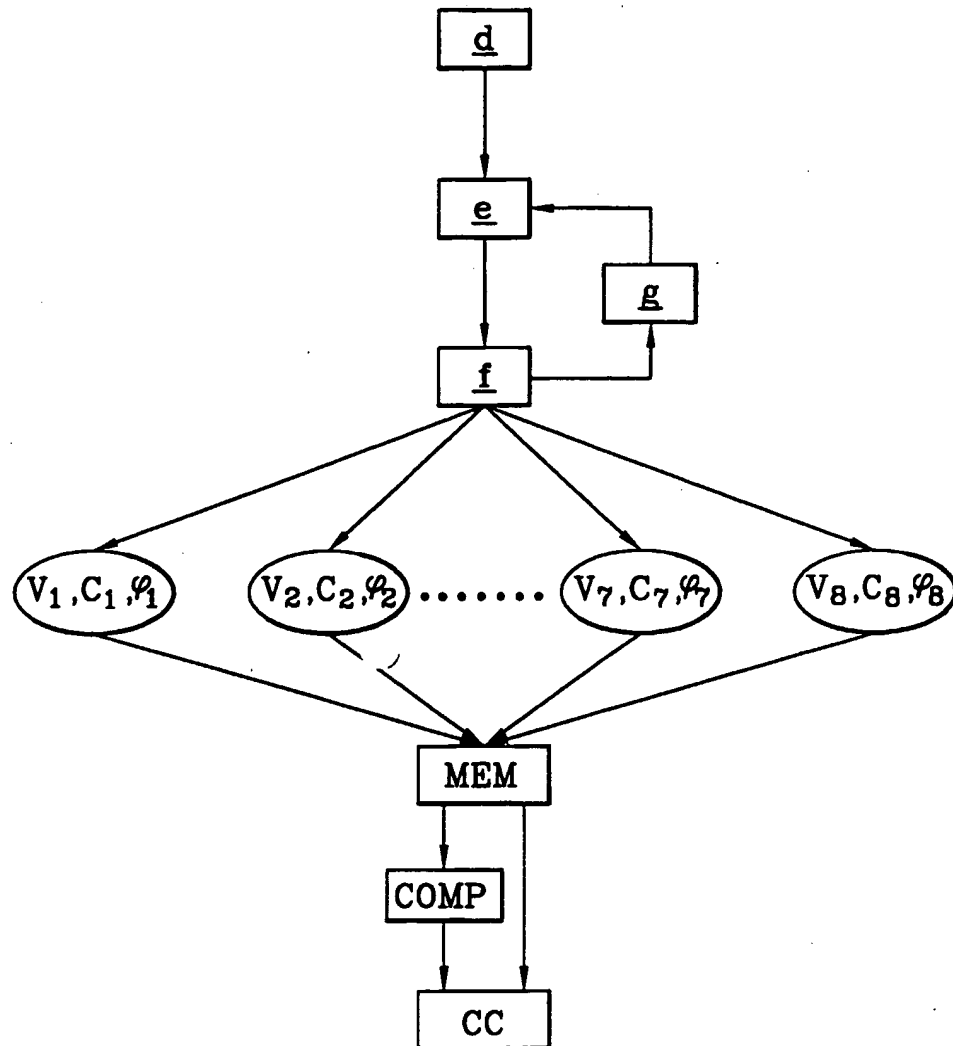 d
e
g
f
V₁,C₁,φ₁
V₂,C₂,φ₂ ....... V₇,C₇,φ₇
V₈,C₈,φ₈
MEM
COMP
CC